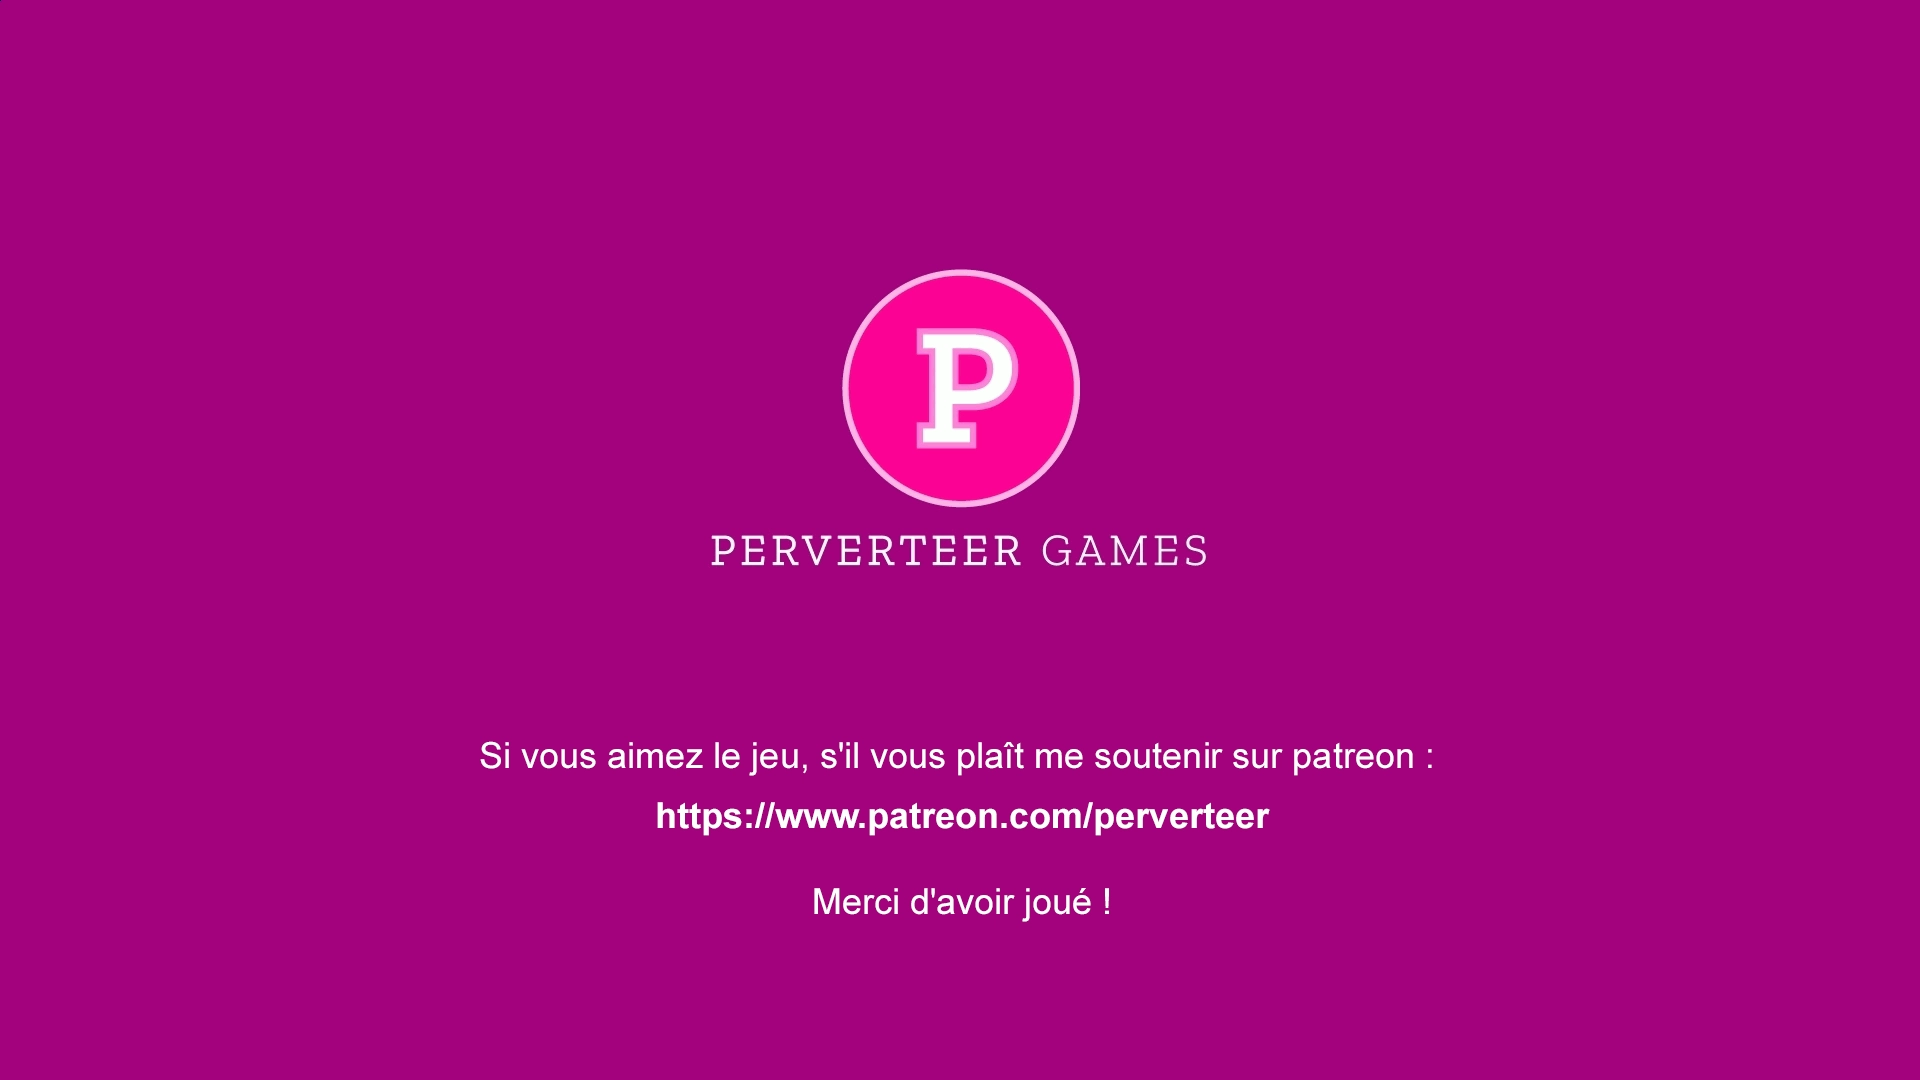 P
PERVERTEER GAMES
Si vous aimez le jeu, s'il vous plaît me soutenir sur patreon :
https://www.patreon.com/perverteer
Merci d'avoir joué !